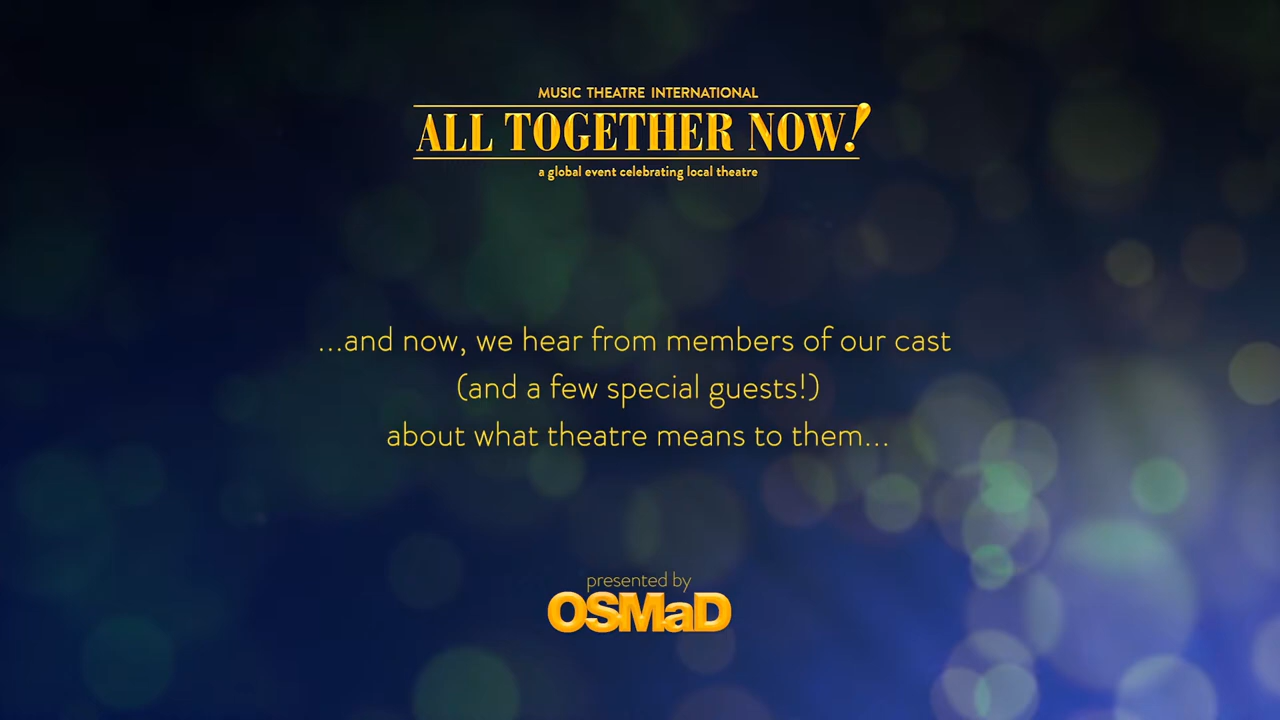 MUSIC THEATRE INTERNATIONAL
ALL TOGETHER NOW!
a global event celebrating local theatre
...and now, we hear from members of our cast
(and a few special guests!)
about what theatre means to them...
presented by
OSMaD